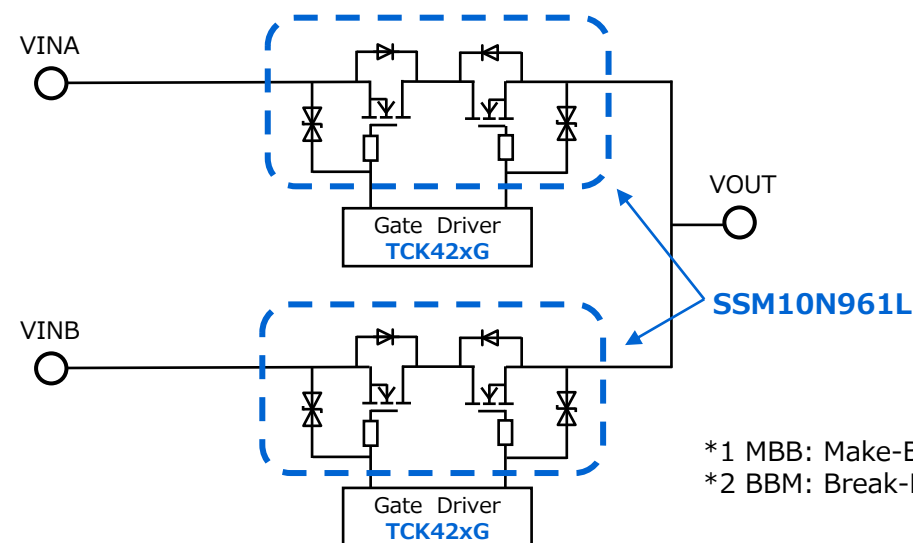 VINA
Gate Driver
TCK42xG
VOUT
SSM10N961L
VINB
Gate Driver
TCK42xG
*1 MBB: Make-B
*2 BBM: Break-